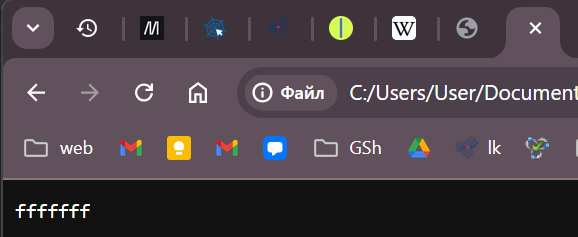 M
W
Файл C:/Users/User/Document
web GSh lk
fffffff